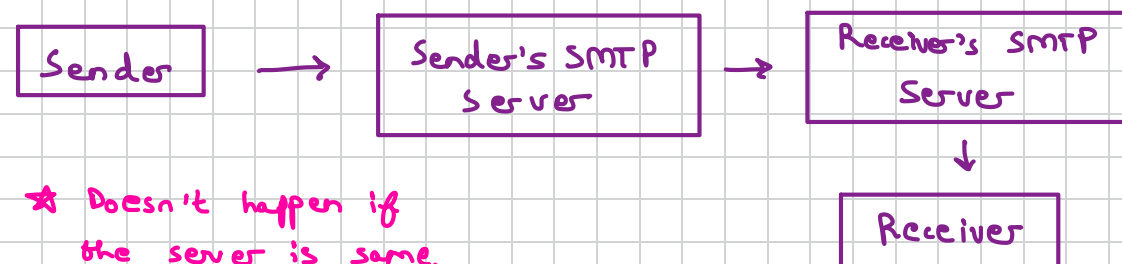 Sender
Sender's SMTP
Server
Receiver's SMTP
Server
☆ Doesn't happen if
the server is same.
Receiver